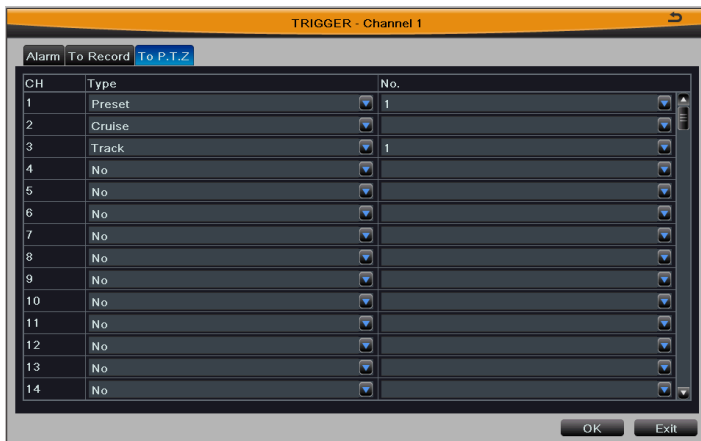 TRIGGER - Channel 1
Alarm To Record To P.T.Z
CH Type No.
1 Preset 1
2 Cruise
3 Track 1
4 No
5 No
6 No
7 No
8 No
9 No
10 No
11 No
12 No
13 No
14 No
OK Exit